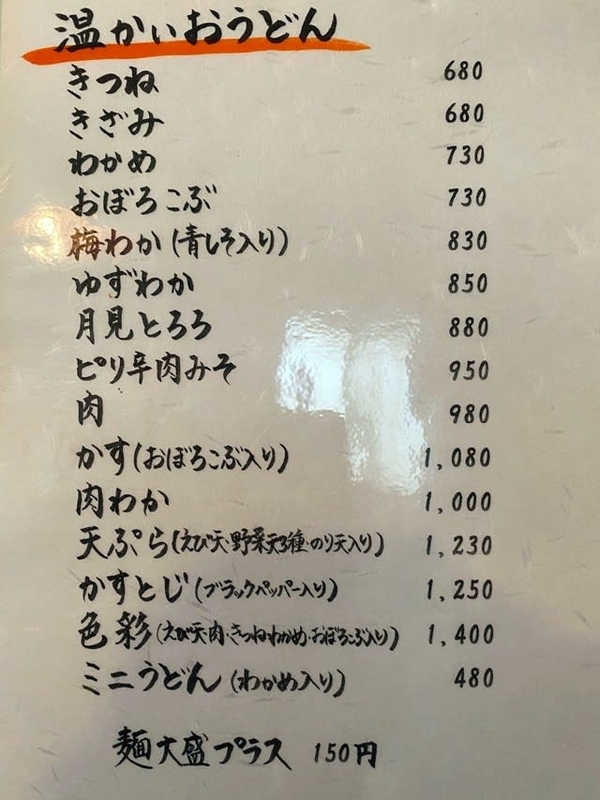 温かいおうどん
きつね 680
きざみ 680
わかめ 730
おぼろこぶ 730
梅わか(青しそ入り) 830
ゆずわか 850
月見とろろ 880
ピリ辛肉みそ 950
肉 980
かす(おぼろこぶ入り) 1,080
肉わか 1,000
天ぷら(えび天・野菜天3種・のり天入り) 1,230
かすとじ(ブラックペッパー入り) 1,250
色彩(えび天・肉・きつね・わかめ・おぼろこぶ入り) 1,400
ミニうどん(わかめ入り) 480
麺大盛プラス 150円